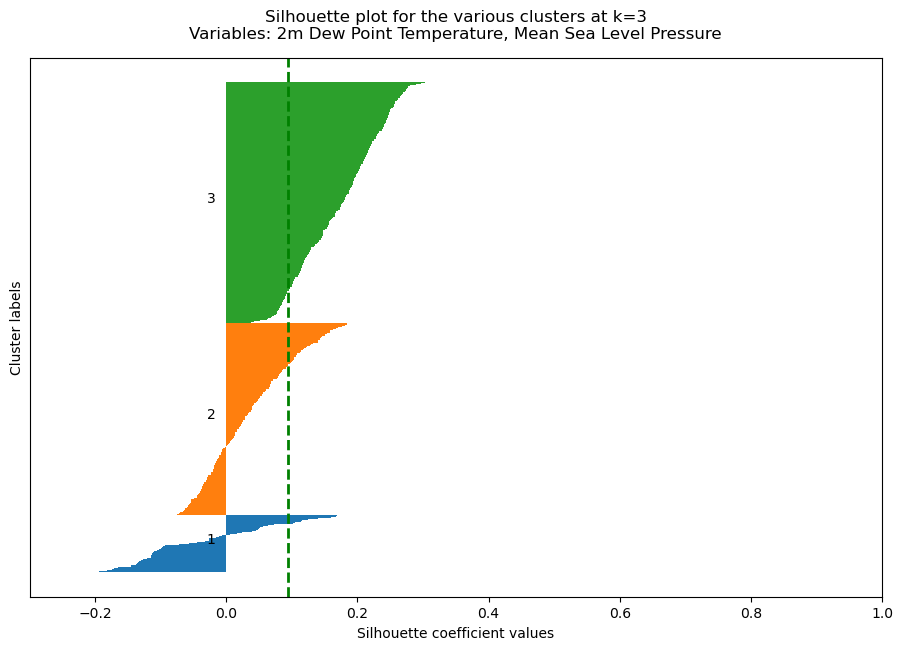 Silhouette plot for the various clusters at k=3
Variables: 2m Dew Point Temperature, Mean Sea Level Pressure
3
2
1
Cluster labels
−0.2 0.0 0.2 0.4 0.6 0.8 1.0
Silhouette coefficient values